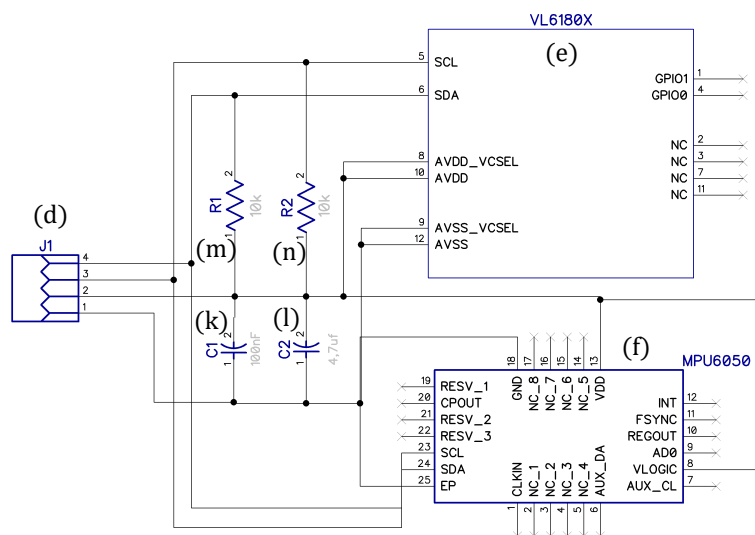 VL6180X
(e)
5 SCL
6 SDA
GPIO1 1
GPIO0 4
NC 2
NC 3
NC 7
NC 11
8 AVDD_VCSEL
10 AVDD
9 AVSS_VCSEL
12 AVSS
2 R1 10k 1
2 R2 10k 1
(m)
(n)
(d)
J1
4
3
2
1
(k)
(l)
2 C1 100nF 1
2 C2 4,7uf 1
(f)
MPU6050
18 GND
17 NC_8
16 NC_7
15 NC_6
14 NC_5
13 VDD
19 RESV_1
20 CPOUT
21 RESV_2
22 RESV_3
23 SCL
24 SDA
25 EP
INT 12
FSYNC 11
REGOUT 10
AD0 9
VLOGIC 8
AUX_CL 7
CLKIN 1
NC_1 2
NC_2 3
NC_3 4
NC_4 5
AUX_DA 6